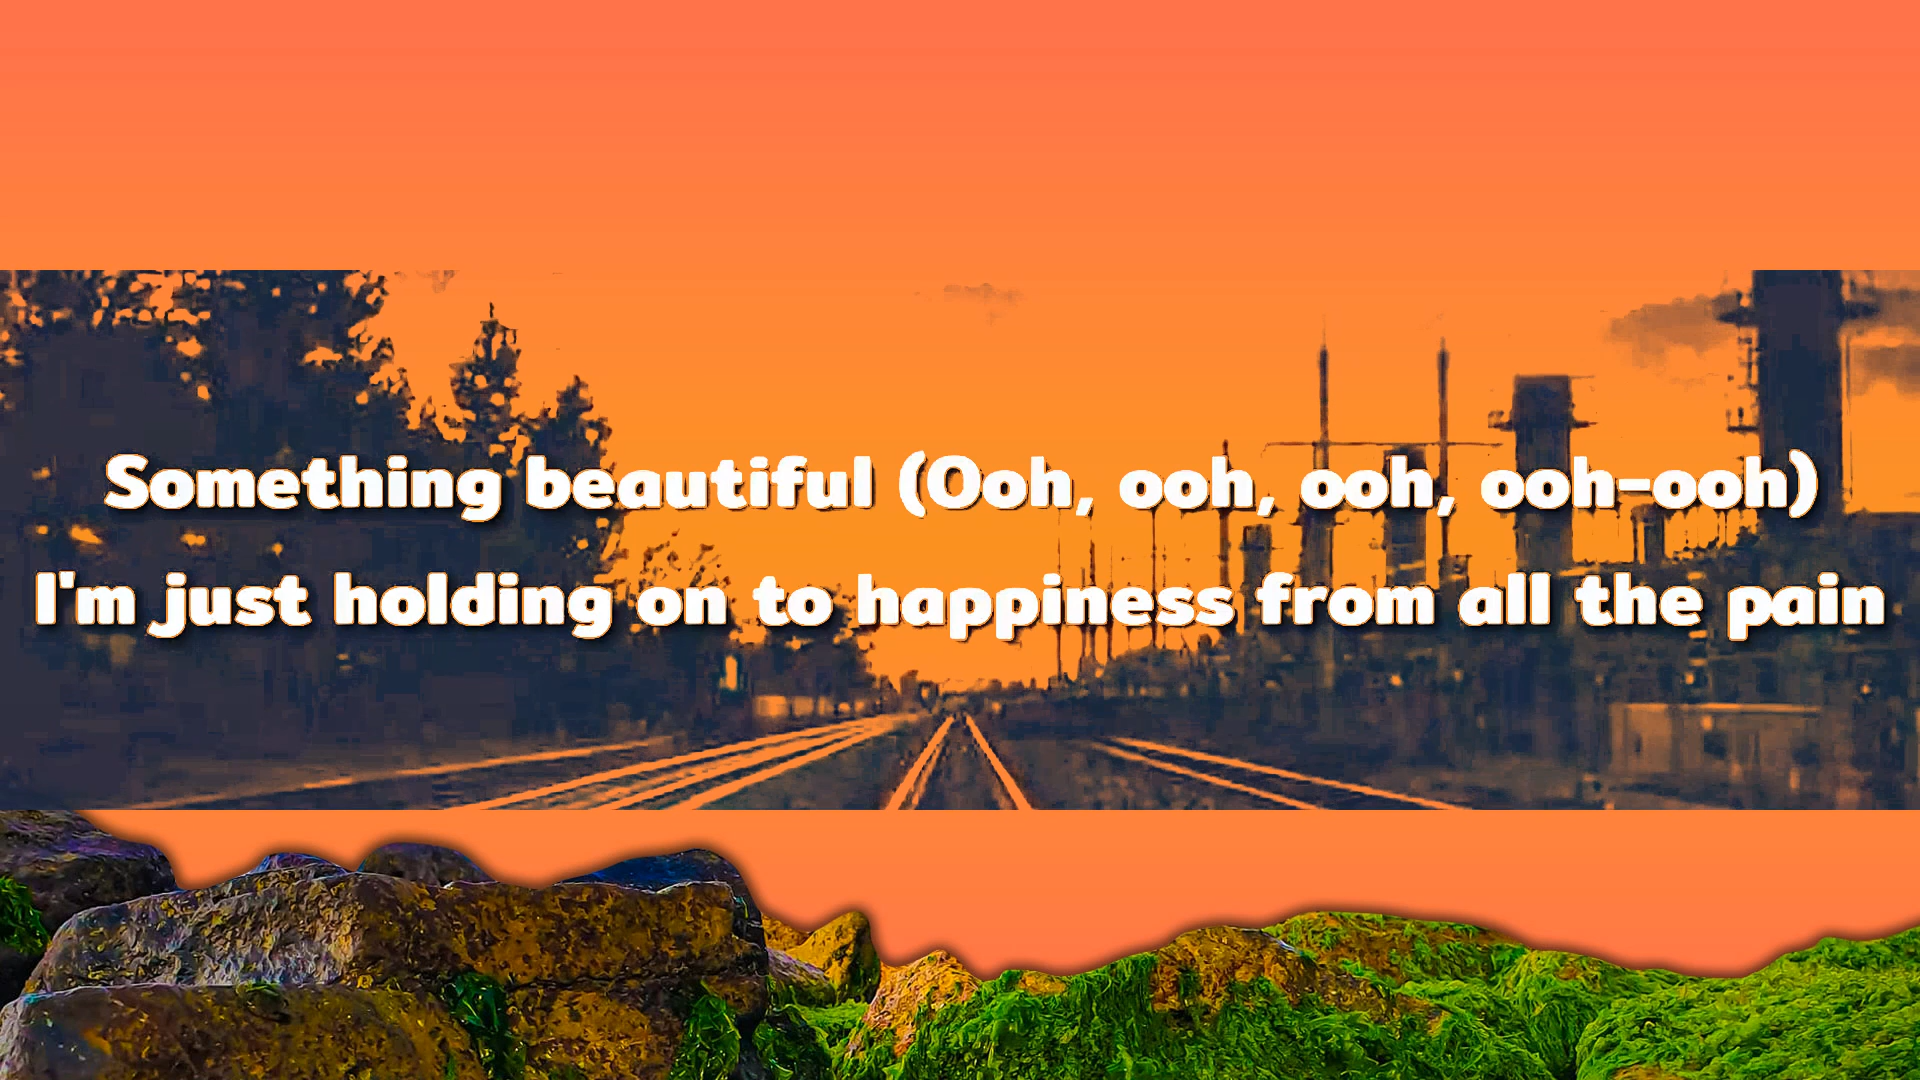 Something beautiful (Ooh, ooh, ooh, ooh-ooh)
I'm just holding on to happiness from all the pain